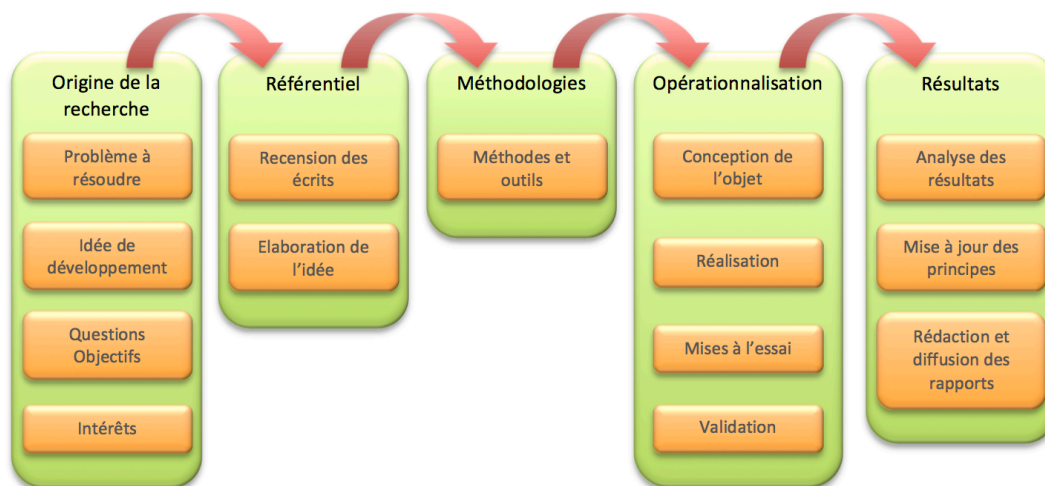 Origine de la
recherche
Problème à
résoudre
Idée de
développement
Questions
Objectifs
Intérêts
Référentiel
Recension des
écrits
Elaboration de
l'idée
Méthodologies
Méthodes et
outils
Opérationnalisation
Conception de
l'objet
Réalisation
Mises à l'essai
Validation
Résultats
Analyse des
résultats
Mise à jour des
principes
Rédaction et
diffusion des
rapports